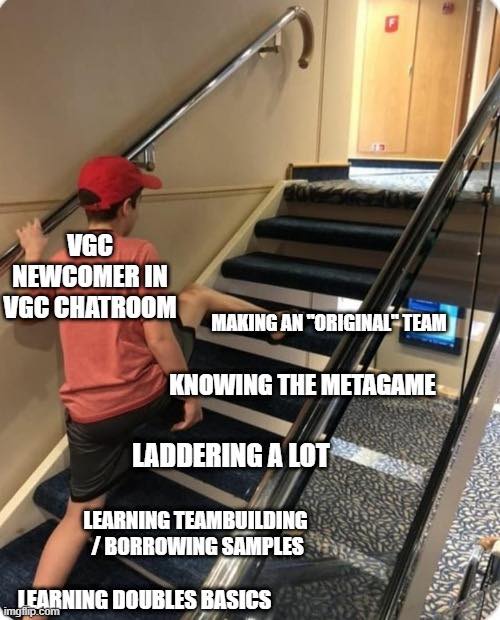 F
VGC
NEWCOMER IN
VGC CHATROOM
MAKING AN "ORIGINAL" TEAM
KNOWING THE METAGAME
LADDERING A LOT
LEARNING TEAMBUILDING
/ BORROWING SAMPLES
LEARNING DOUBLES BASICS
imgflip.com